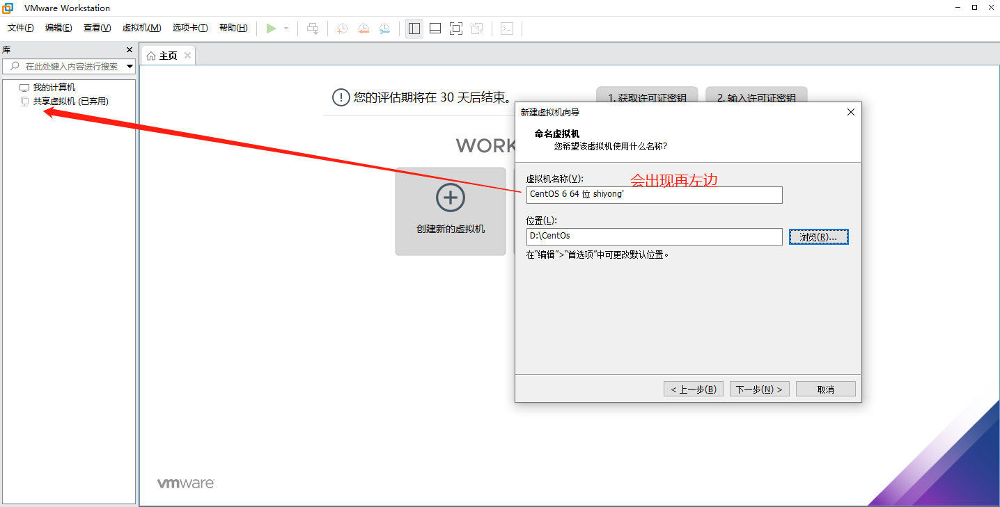 VMware Workstation
文件(F) 编辑(E) 查看(V) 虚拟机(M) 选项卡(T) 帮助(H)
库
在此处键入内容进行搜索
我的计算机
共享虚拟机 (已弃用)
主页
您的评估期将在 30 天后结束。
1. 获取许可证密钥
2. 输入许可证密钥
WORK
创建新的虚拟机
新建虚拟机向导
命名虚拟机
您希望该虚拟机使用什么名称?
虚拟机名称(V):
会出现再左边
CentOS 6 64 位 shiyong'
位置(L):
D:\CentOs
浏览(R)...
在"编辑">"首选项"中可更改默认位置。
< 上一步(B)
下一步(N) >
取消
vmware